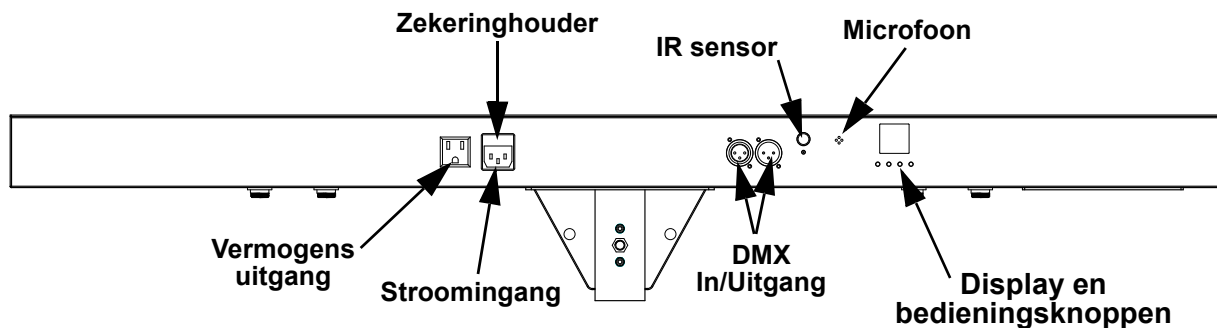 Zekeringhouder
IR sensor
Microfoon
Vermogens
uitgang
Stroomingang
DMX
In/Uitgang
Display en
bedieningsknoppen